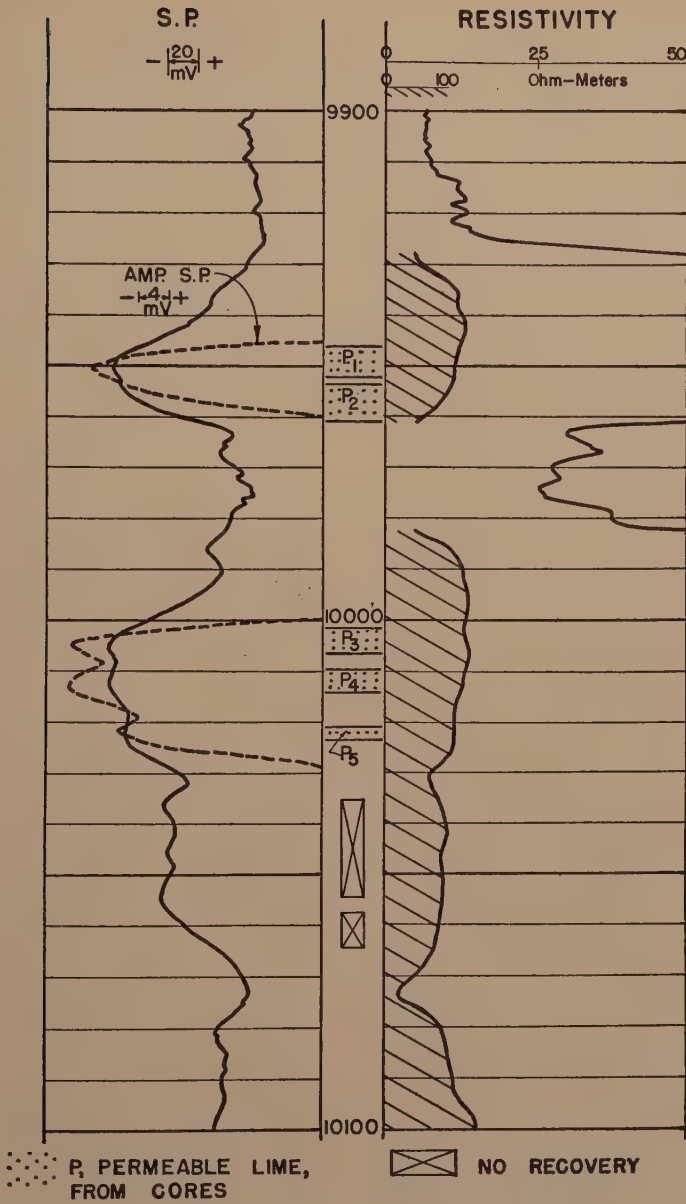 S.P. RESISTIVITY
- 20 + 0 25 50
mV 0 100 Ohm-Meters
9900
AMP. S.P.
- 4 +
mV
P1
P2
10000
P3
P4
P5
10100
P, PERMEABLE LIME, NO RECOVERY
FROM CORES